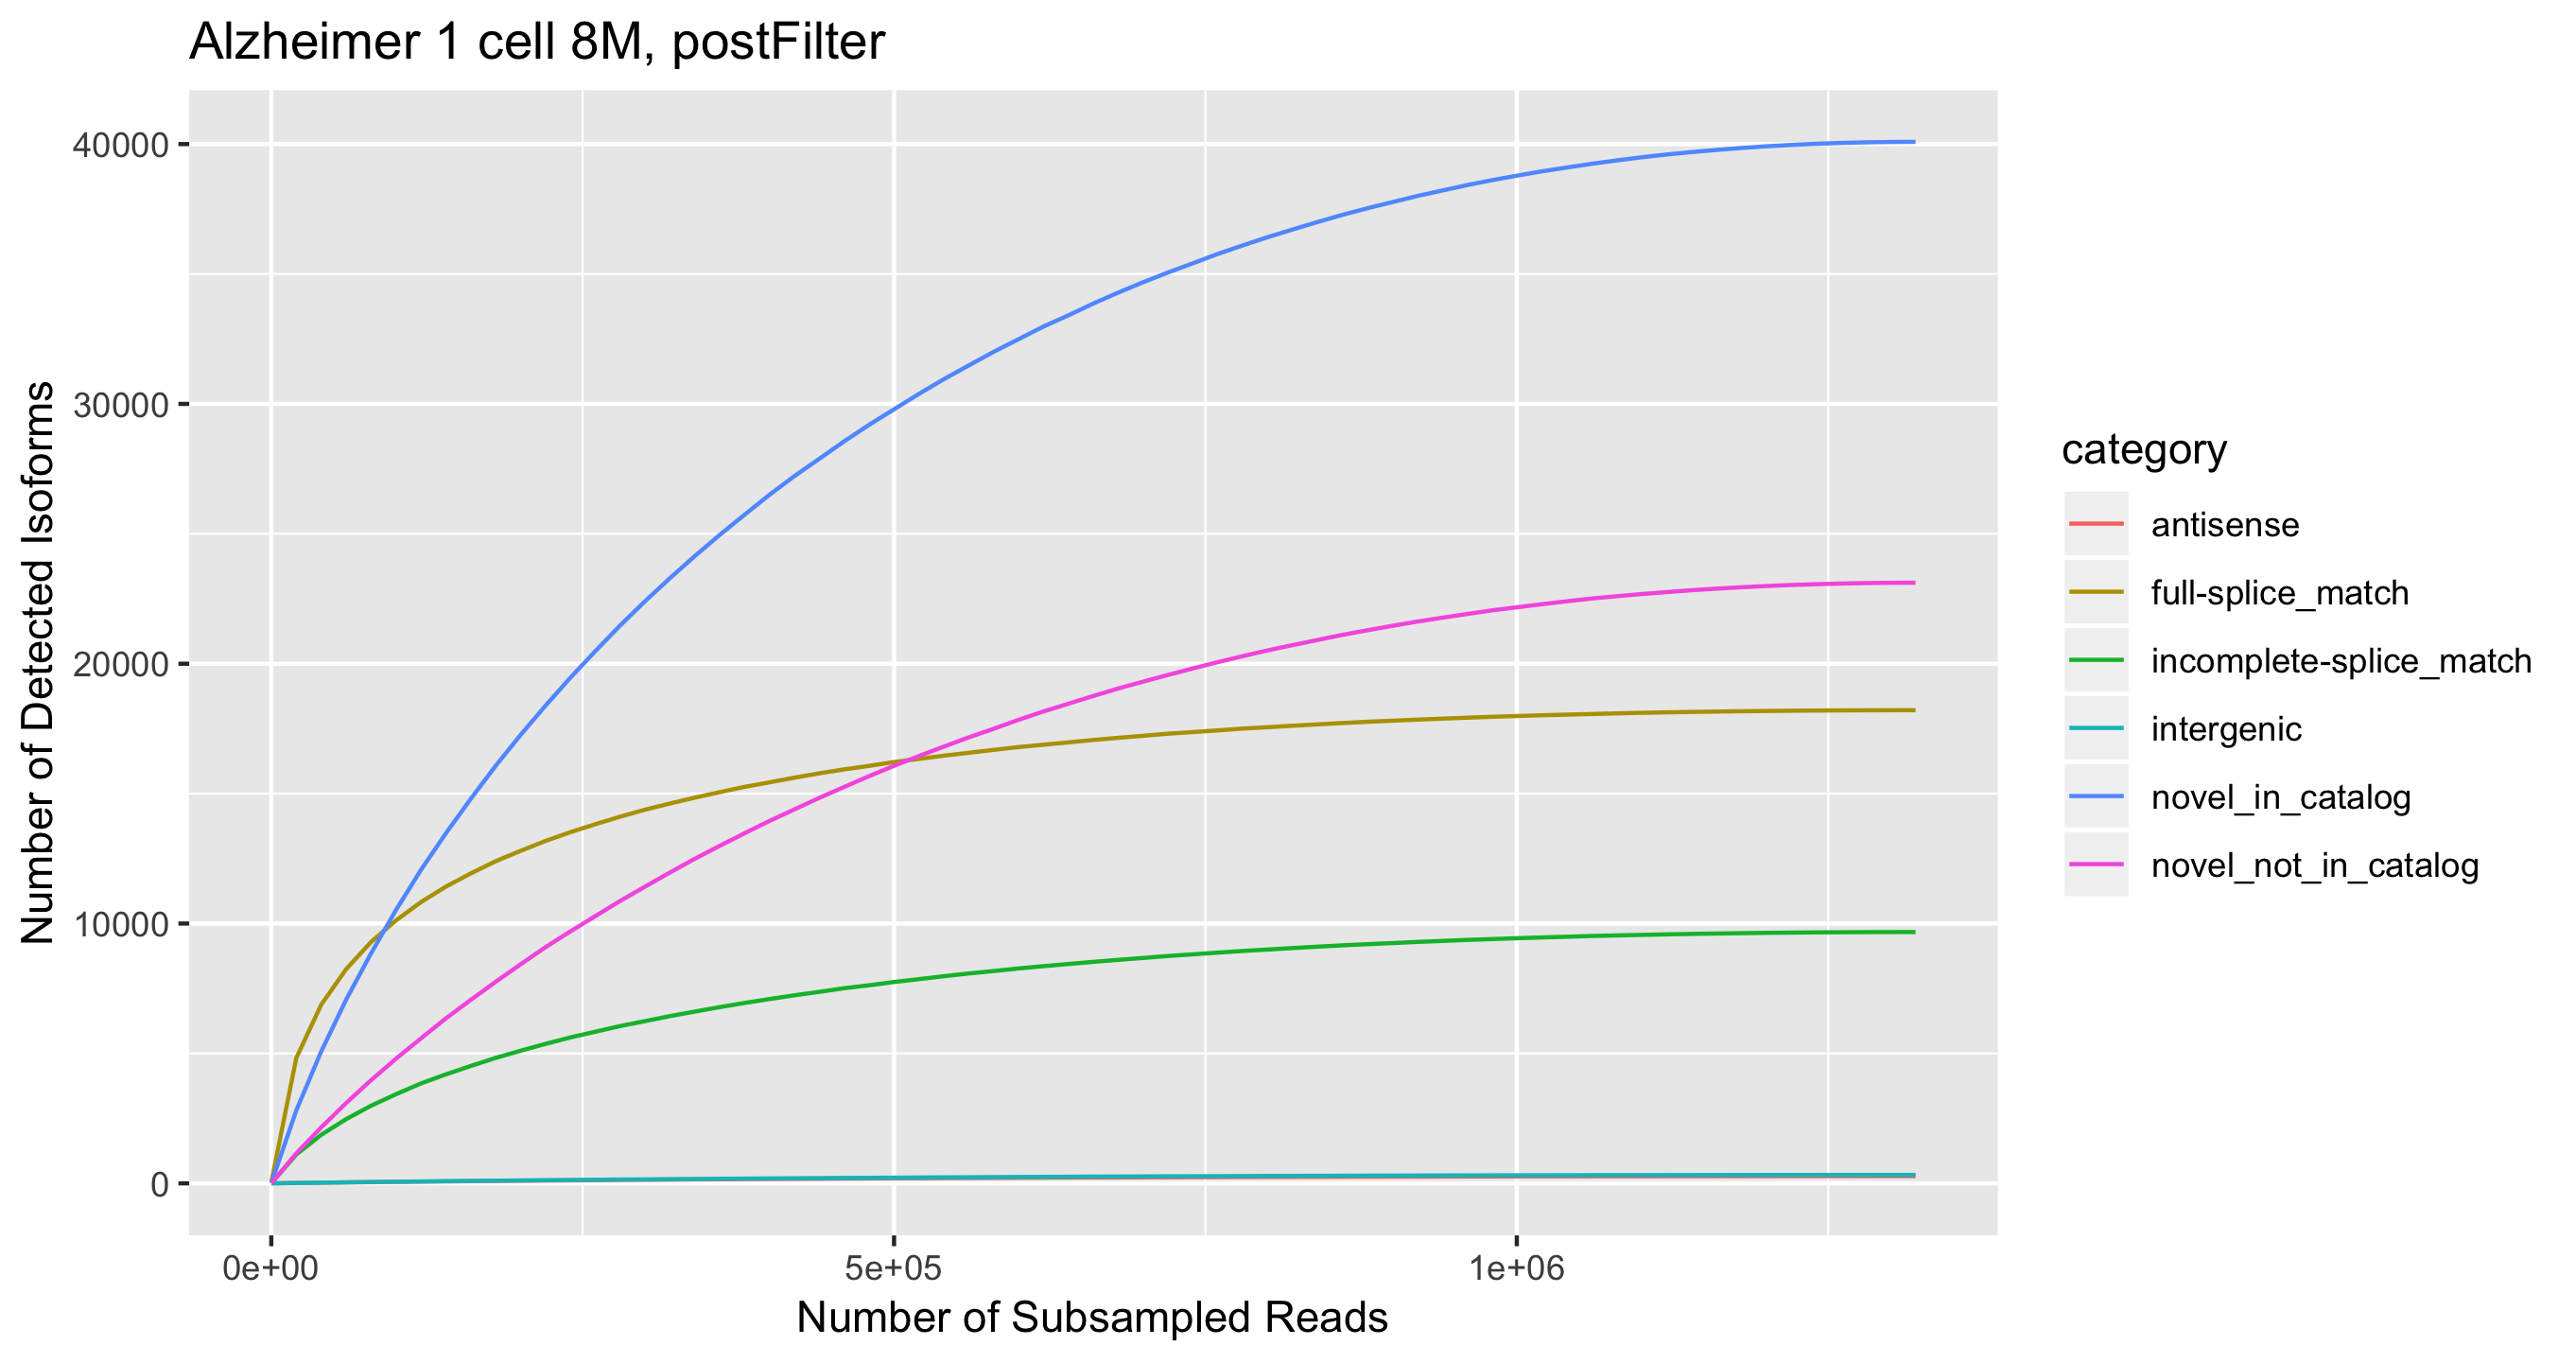 Alzheimer 1 cell 8M, postFilter
Number of Detected Isoforms
40000
30000
20000
10000
0
0e+00
5e+05
1e+06
Number of Subsampled Reads
category
antisense
full-splice_match
incomplete-splice_match
intergenic
novel_in_catalog
novel_not_in_catalog